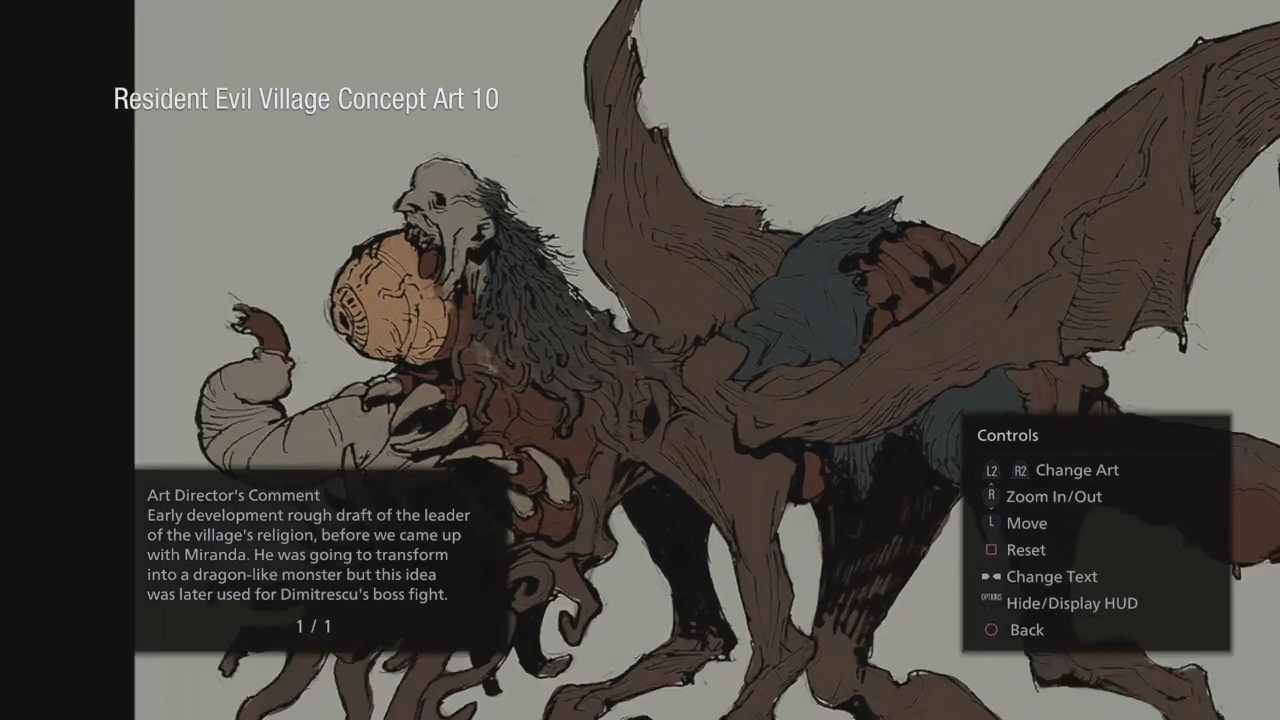 Resident Evil Village Concept Art 10
Art Director's Comment
Early development rough draft of the leader
of the village's religion, before we came up
with Miranda. He was going to transform
into a dragon-like monster but this idea
was later used for Dimitrescu's boss fight.
1 / 1
Controls
L2 R2 Change Art
R Zoom In/Out
L Move
Reset
Change Text
OPTIONS Hide/Display HUD
Back